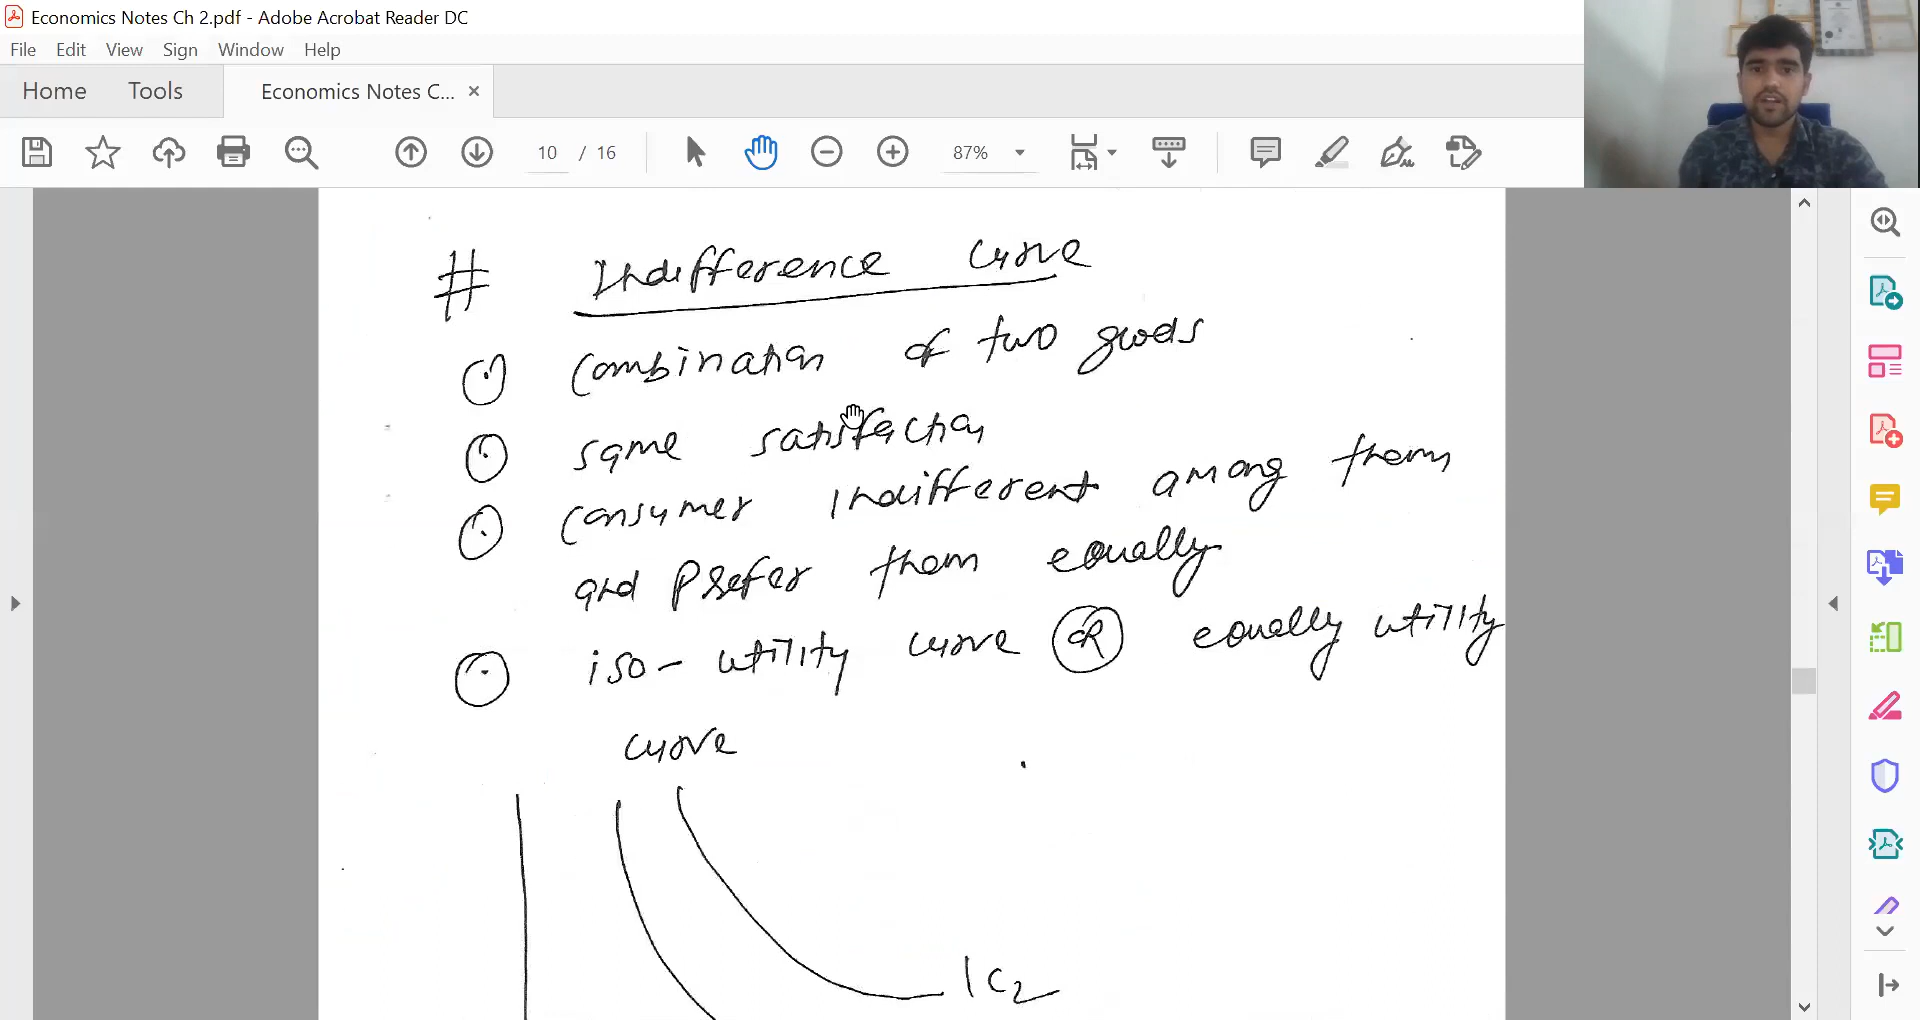 Economics Notes Ch 2.pdf - Adobe Acrobat Reader DC
File Edit View Sign Window Help
Home Tools Economics Notes C... ×
10 / 16 87%
# Indifference curve
combination of two goods
same satisfaction
consumer indifferent among them
and prefer them equally
iso-utility curve OR equally utility
curve
IC2